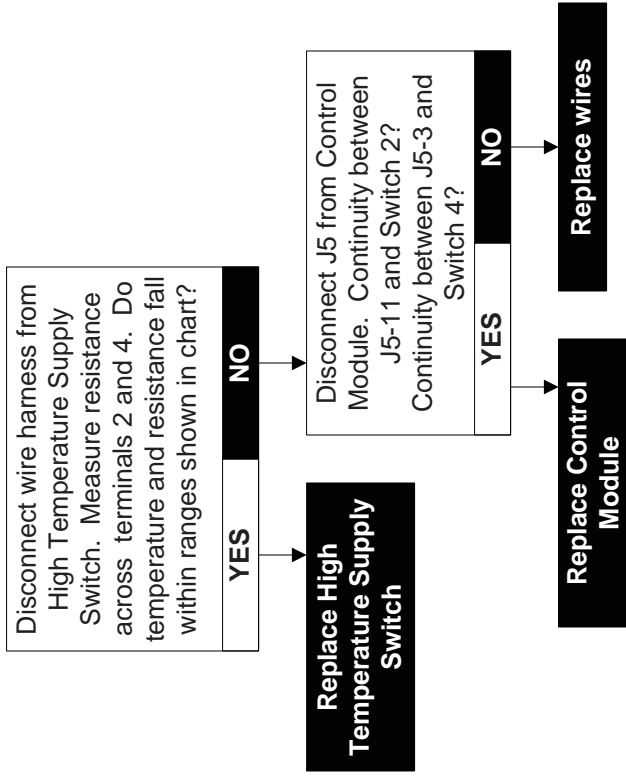 Disconnect wire harness from
High Temperature Supply
Switch. Measure resistance
across terminals 2 and 4. Do
temperature and resistance fall
within ranges shown in chart?
YES
NO
Replace High
Temperature Supply
Switch
Disconnect J5 from Control
Module. Continuity between
J5-11 and Switch 2?
Continuity between J5-3 and
Switch 4?
YES
NO
Replace Control
Module
Replace wires